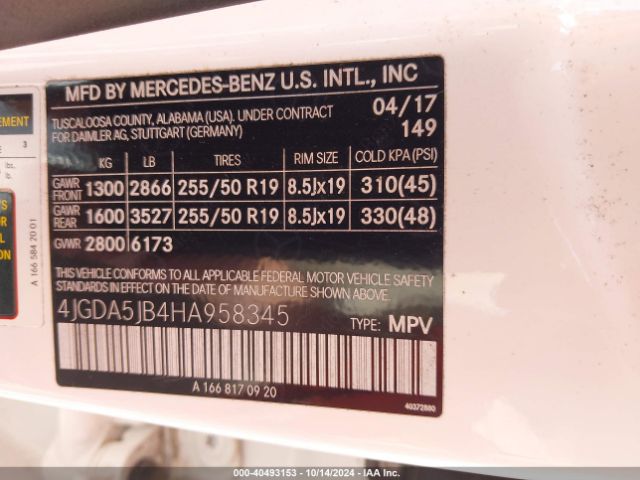 MFD BY MERCEDES-BENZ U.S. INTL., INC
TUSCALOOSA COUNTY, ALABAMA (USA). UNDER CONTRACT
FOR DAIMLER AG, STUTTGART (GERMANY)
04/17
149
KG LB TIRES RIM SIZE COLD KPA (PSI)
GAWR FRONT 1300 2866 255/50 R19 8.5Jx19 310(45)
GAWR REAR 1600 3527 255/50 R19 8.5Jx19 330(48)
GVWR 2800 6173
THIS VEHICLE CONFORMS TO ALL APPLICABLE FEDERAL MOTOR VEHICLE SAFETY
STANDARDS IN EFFECT ON THE DATE OF MANUFACTURE SHOWN ABOVE.
4JGDA5JB4HA958345
TYPE: MPV
A 166 817 09 20
40372880
EMENT
3
lbs.
A 166 584 20 01
000-40493153 - 10/14/2024 - IAA Inc.